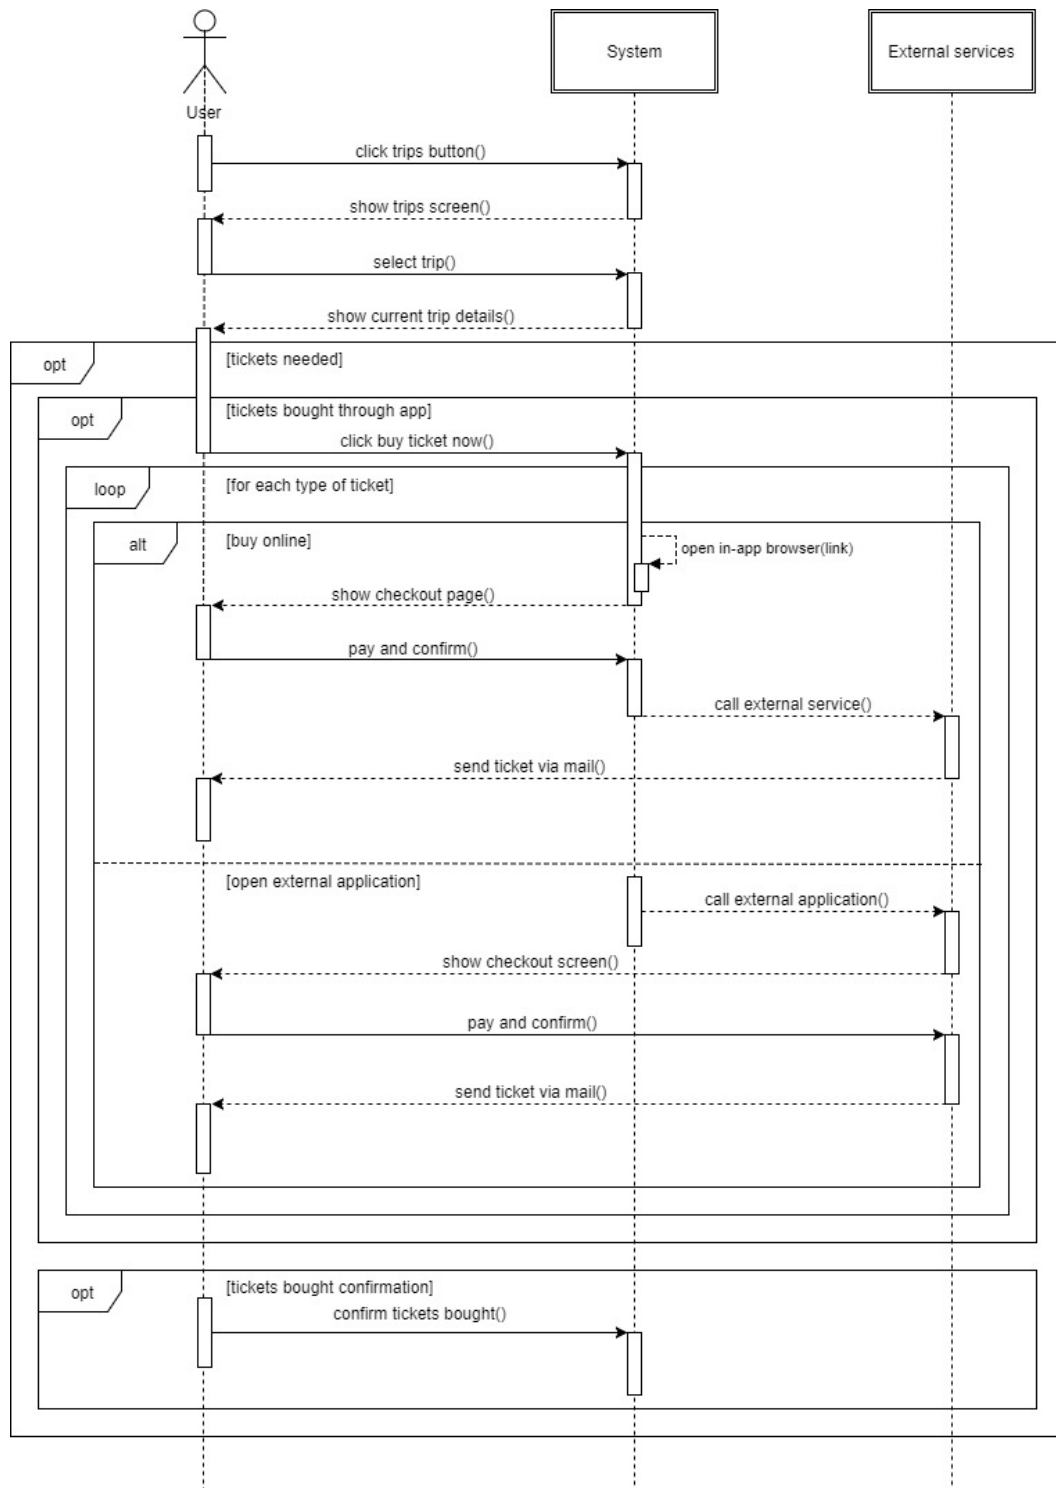 System
External services
User
click trips button()
show trips screen()
select trip()
show current trip details()
opt
[tickets needed]
opt
[tickets bought through app]
click buy ticket now()
loop
[for each type of ticket]
alt
[buy online]
open in-app browser(link)
show checkout page()
pay and confirm()
call external service()
send ticket via mail()
[open external application]
call external application()
show checkout screen()
pay and confirm()
send ticket via mail()
opt
[tickets bought confirmation]
confirm tickets bought()